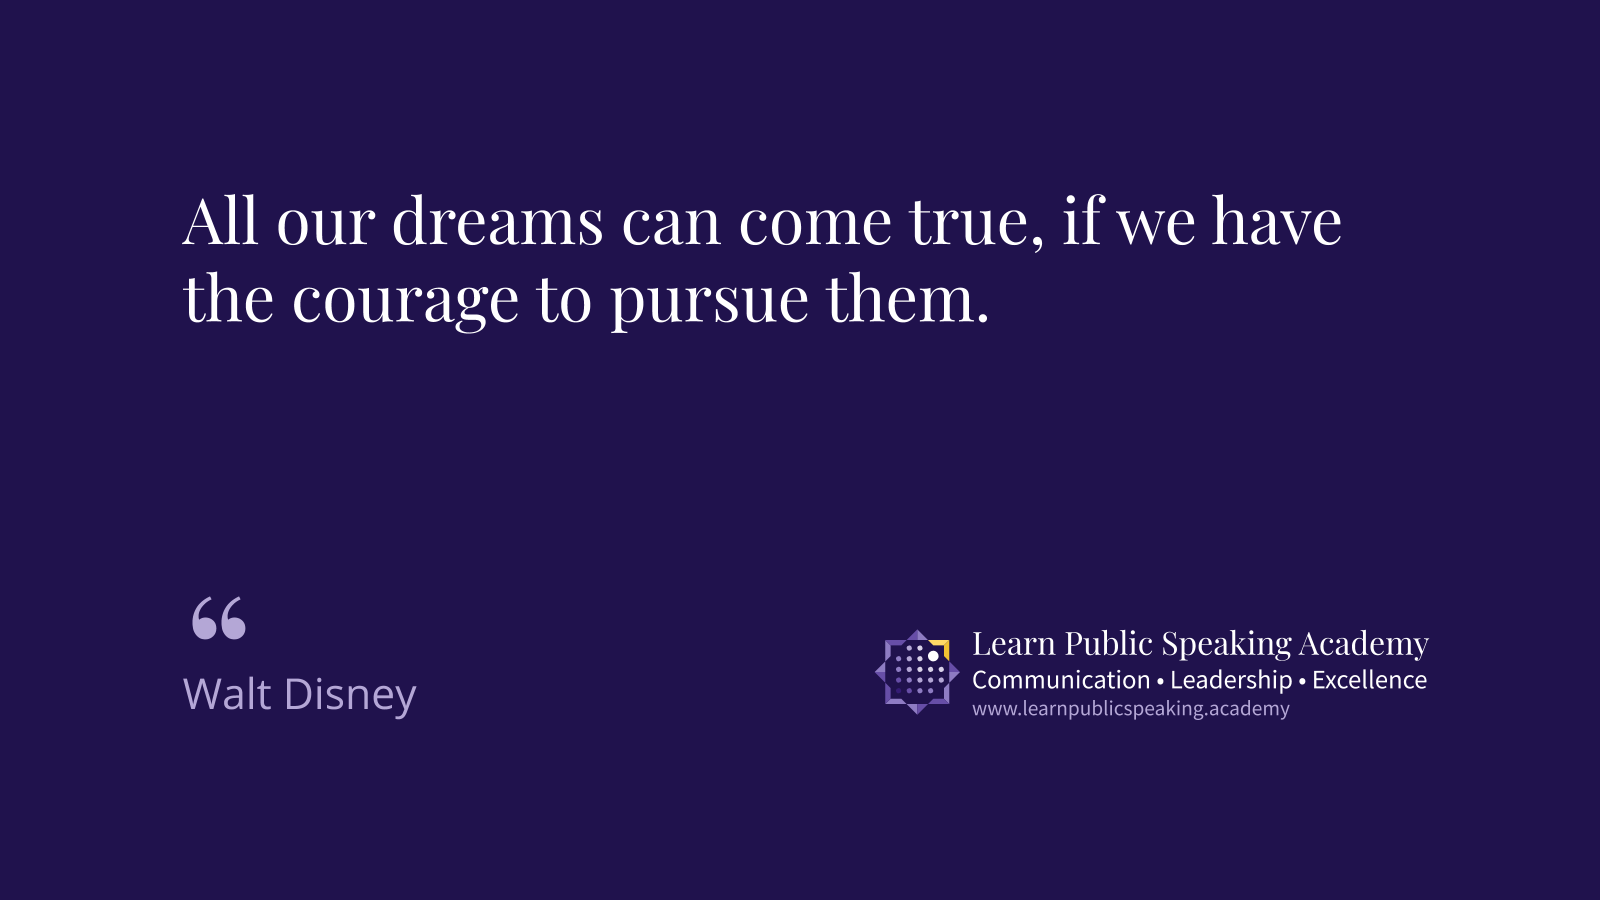 All our dreams can come true, if we have
the courage to pursue them.
“
Walt Disney
Learn Public Speaking Academy
Communication • Leadership • Excellence
www.learnpublicspeaking.academy